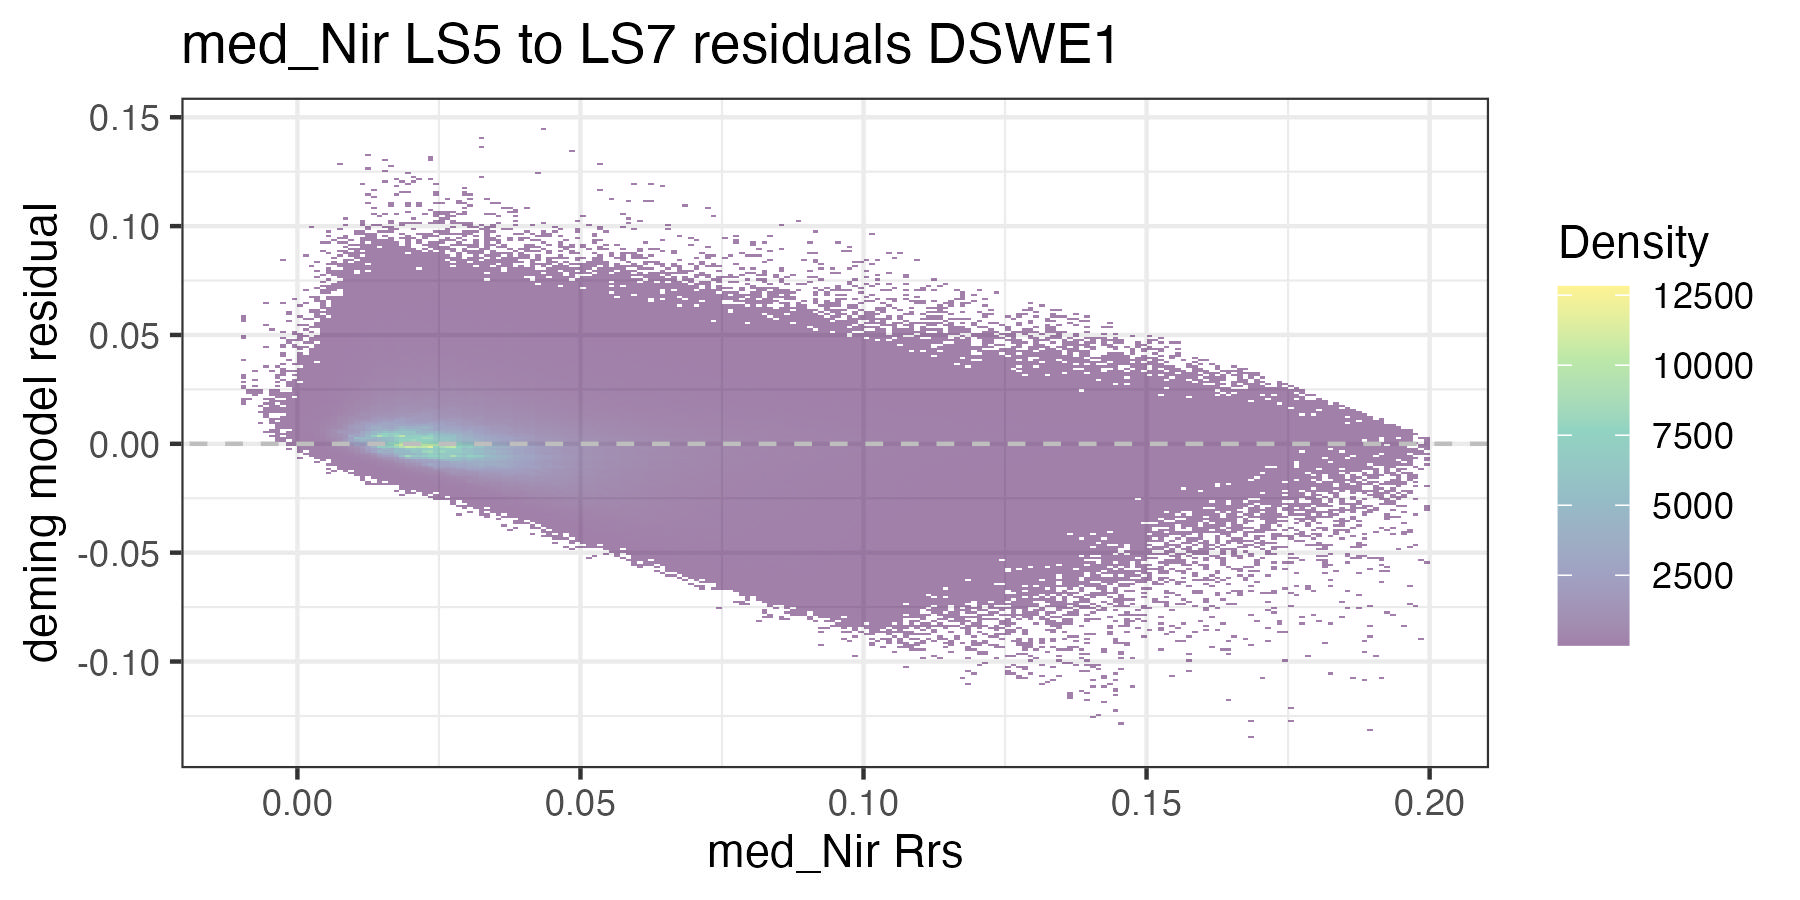 med_Nir LS5 to LS7 residuals DSWE1
deming model residual
0.15
0.10
0.05
0.00
-0.05
-0.10
0.00 0.05 0.10 0.15 0.20
med_Nir Rrs
Density
12500
10000
7500
5000
2500